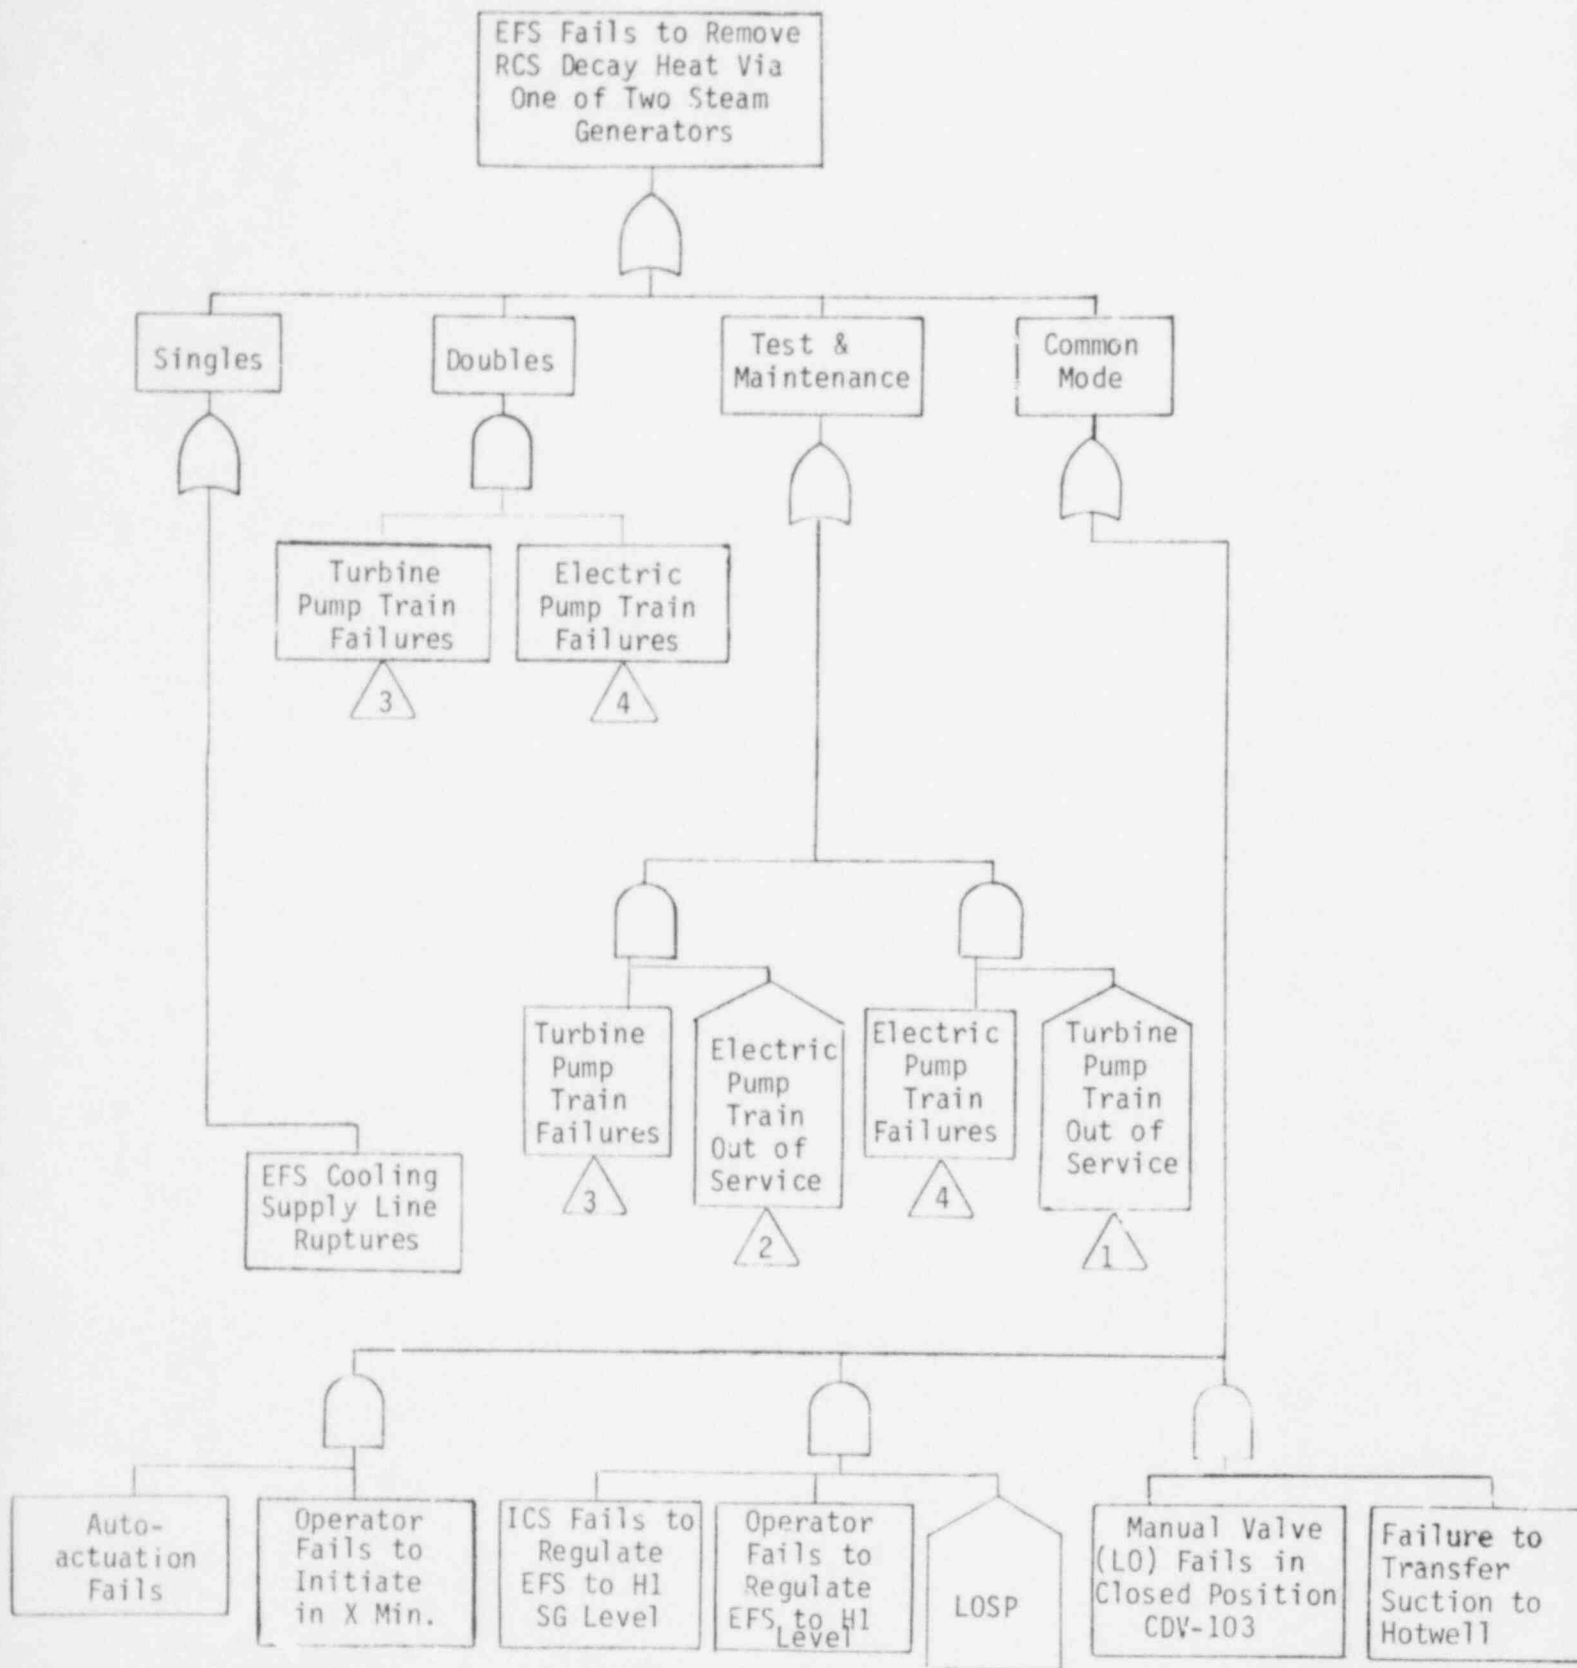 EFS Fails to Remove
RCS Decay Heat Via
One of Two Steam
Generators
Singles
Doubles
Test &
Maintenance
Common
Mode
Turbine
Pump Train
Failures
3
Electric
Pump Train
Failures
4
Turbine
Pump
Train
Failures
3
Electric
Pump
Train
Out of
Service
2
Electric
Pump
Train
Failures
4
Turbine
Pump
Train
Out of
Service
1
EFS Cooling
Supply Line
Ruptures
Auto-
actuation
Fails
Operator
Fails to
Initiate
in X Min.
ICS Fails to
Regulate
EFS to H1
SG Level
Operator
Fails to
Regulate
EFS to H1
Level
LOSP
Manual Valve
(LO) Fails in
Closed Position
CDV-103
Failure to
Transfer
Suction to
Hotwell